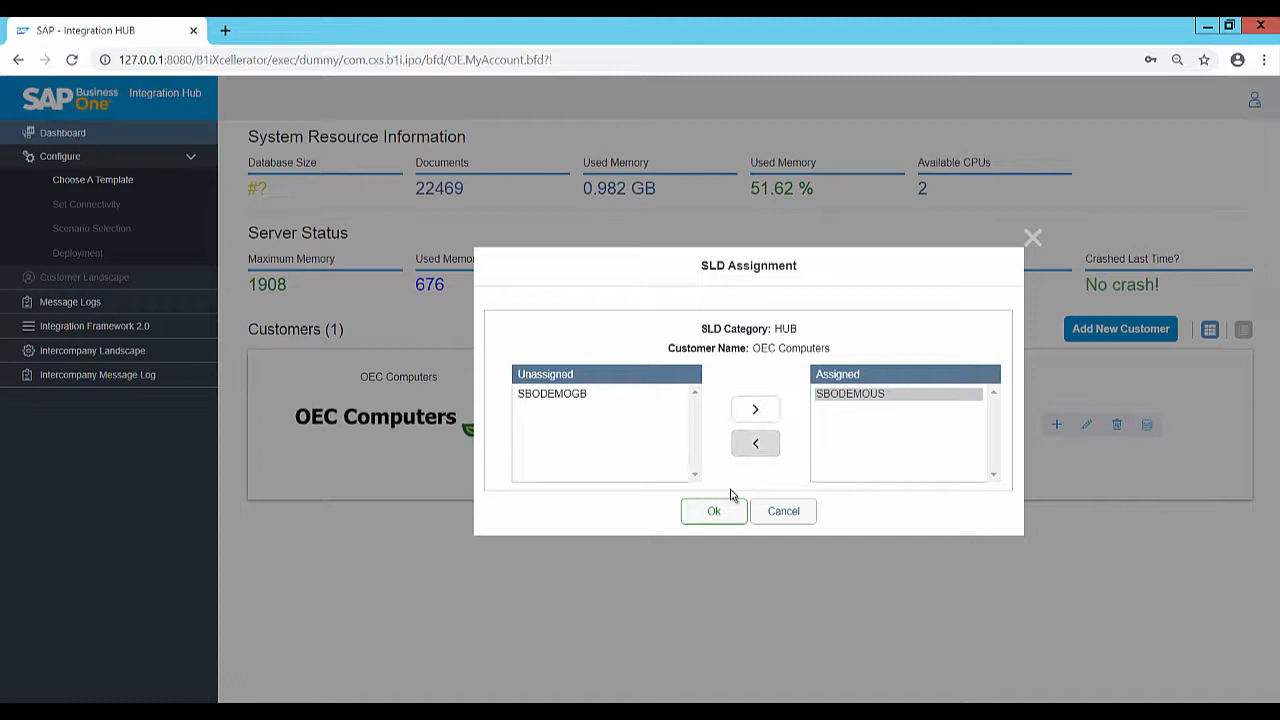 SAP - Integration HUB
127.0.0.1:8080/B1iXcellerator/exec/dummy/com.cxs.b1i.ipo/bfd/OE.MyAccount.bfd?!
SAP Business One Integration Hub
Dashboard
Configure
Choose A Template
Set Connectivity
Scenario Selection
Deployment
Customer Landscape
Message Logs
Integration Framework 2.0
Intercompany Landscape
Intercompany Message Log
System Resource Information
Database Size Documents Used Memory Used Memory Available CPUs
#? 22469 0.982 GB 51.62 % 2
Server Status
Maximum Memory Used Memo Crashed Last Time?
1908 676 No crash!
Customers (1) Add New Customer
OEC Computers
OEC Computers
SLD Assignment
SLD Category: HUB
Customer Name: OEC Computers
Unassigned Assigned
SBODEMOGB SBODEMOUS
Ok Cancel